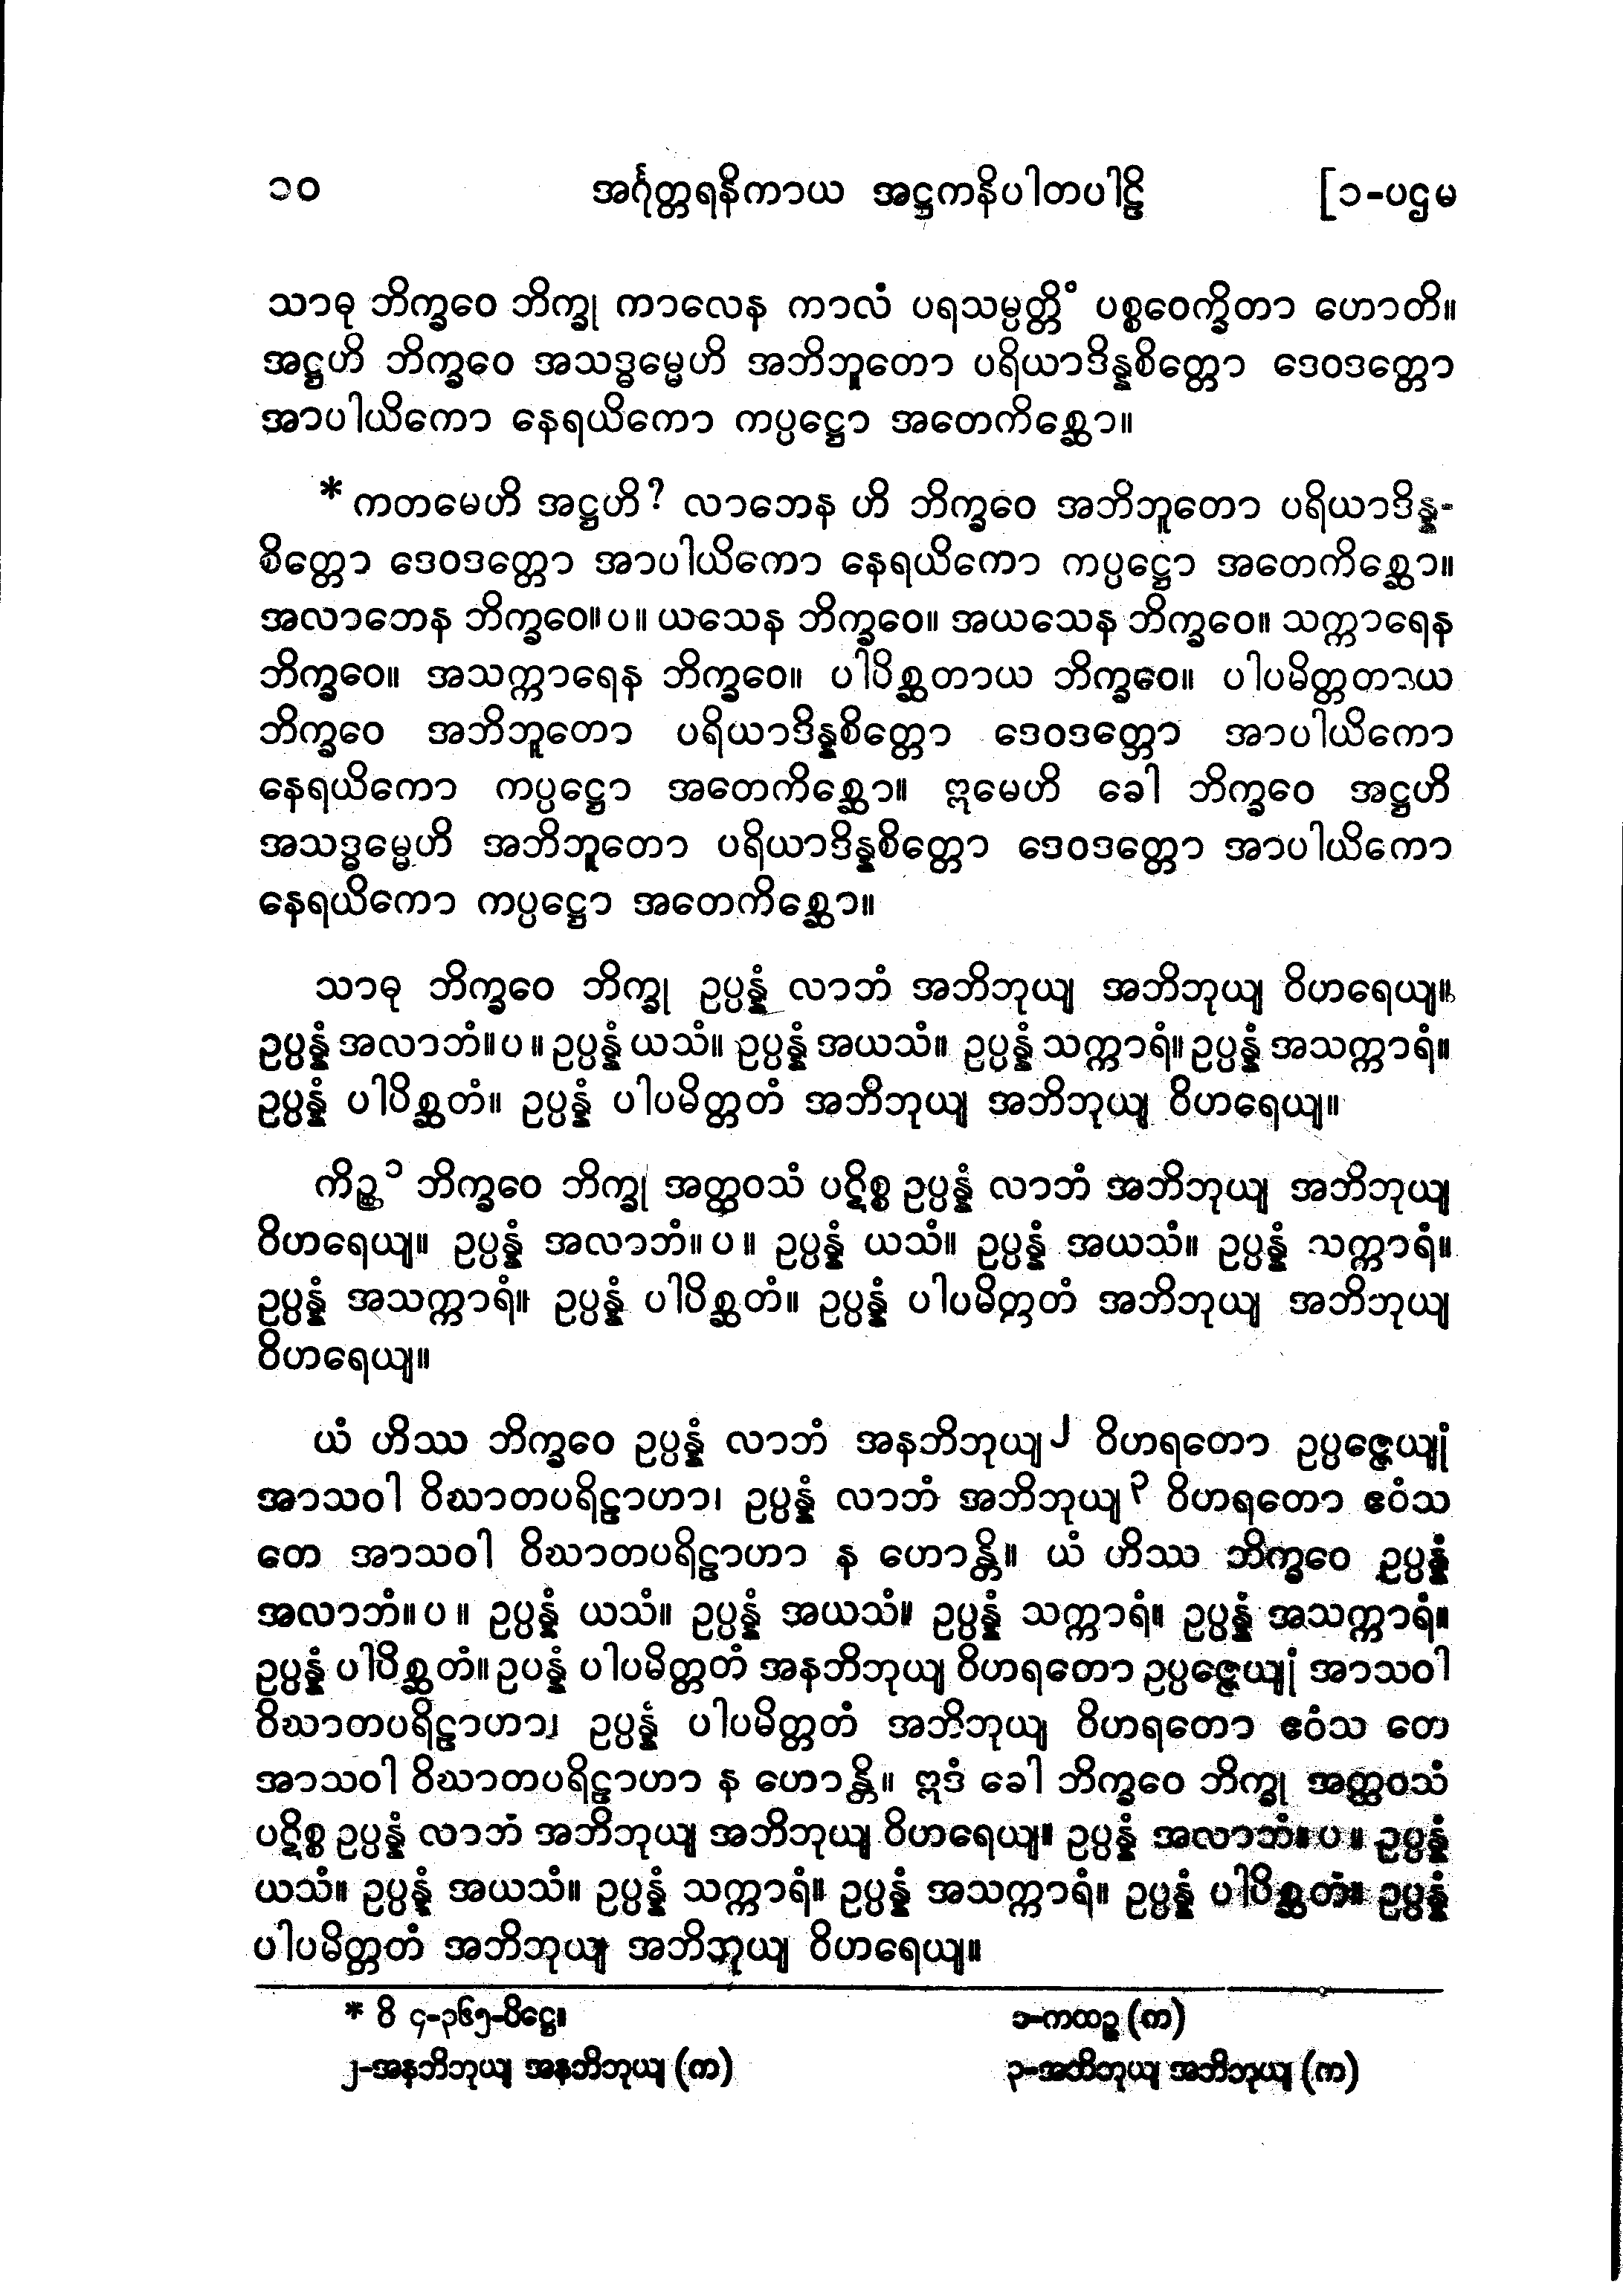 ၁၀ အင်္ဂုတ္တရနိကာယ အဋ္ဌကနိပါတပါဠိ [၁-ပဌမ
သာဓု ဘိက္ခဝေ ဘိက္ခု ကာလေန ကာလံ ပရသမ္ပတ္တိံ ပစ္စဝေက္ခိတာ ဟောတိ။
အဋ္ဌဟိ ဘိက္ခဝေ အသဒ္ဓမ္မေဟိ အဘိဘူတော ပရိယာဒိန္နစိတ္တော ဒေဝဒတ္တော
အာပါယိကော နေရယိကော ကပ္ပဋ္ဌော အတေကိစ္ဆော။
* ကတမေဟိ အဋ္ဌဟိ? လာဘေန ဟိ ဘိက္ခဝေ အဘိဘူတော ပရိယာဒိန္န-
စိတ္တော ဒေဝဒတ္တော အာပါယိကော နေရယိကော ကပ္ပဋ္ဌော အတေကိစ္ဆော။
အလာဘေန ဘိက္ခဝေ။ပ။ ယသေန ဘိက္ခဝေ။ အယသေန ဘိက္ခဝေ။ သက္ကာရေန
ဘိက္ခဝေ။ အသက္ကာရေန ဘိက္ခဝေ။ ပါပိစ္ဆတာယ ဘိက္ခဝေ။ ပါပမိတ္တတာယ
ဘိက္ခဝေ အဘိဘူတော ပရိယာဒိန္နစိတ္တော ဒေဝဒတ္တော အာပါယိကော
နေရယိကော ကပ္ပဋ္ဌော အတေကိစ္ဆော။ ဣမေဟိ ခေါ ဘိက္ခဝေ အဋ္ဌဟိ
အသဒ္ဓမ္မေဟိ အဘိဘူတော ပရိယာဒိန္နစိတ္တော ဒေဝဒတ္တော အာပါယိကော
နေရယိကော ကပ္ပဋ္ဌော အတေကိစ္ဆော။
သာဓု ဘိက္ခဝေ ဘိက္ခု ဥပ္ပန္နံ လာဘံ အဘိဘုယျ အဘိဘုယျ ဝိဟရေယျ။
ဥပ္ပန္နံ အလာဘံ။ပ။ ဥပ္ပန္နံ ယသံ။ ဥပ္ပန္နံ အယသံ။ ဥပ္ပန္နံ သက္ကာရံ။ ဥပ္ပန္နံ အသက္ကာရံ။
ဥပ္ပန္နံ ပါပိစ္ဆတံ။ ဥပ္ပန္နံ ပါပမိတ္တတံ အဘိဘုယျ အဘိဘုယျ ဝိဟရေယျ။
ကိဉ္စ၁ ဘိက္ခဝေ ဘိက္ခု အတ္ထဝသံ ပဋိစ္စ ဥပ္ပန္နံ လာဘံ အဘိဘုယျ အဘိဘုယျ
ဝိဟရေယျ။ ဥပ္ပန္နံ အလာဘံ။ပ။ ဥပ္ပန္နံ ယသံ။ ဥပ္ပန္နံ အယသံ။ ဥပ္ပန္နံ သက္ကာရံ။
ဥပ္ပန္နံ အသက္ကာရံ။ ဥပ္ပန္နံ ပါပိစ္ဆတံ။ ဥပ္ပန္နံ ပါပမိတ္တတံ အဘိဘုယျ အဘိဘုယျ
ဝိဟရေယျ။
ယံ ဟိဿ ဘိက္ခဝေ ဥပ္ပန္နံ လာဘံ အနဘိဘုယျ၂ ဝိဟရတော ဥပ္ပဇ္ဇေယျုံ
အာသဝါ ဝိဃာတပရိဠာဟာ၊ ဥပ္ပန္နံ လာဘံ အဘိဘုယျ၃ ဝိဟရတော ဧဝံသ
တေ အာသဝါ ဝိဃာတပရိဠာဟာ န ဟောန္တိ။ ယံ ဟိဿ ဘိက္ခဝေ ဥပ္ပန္နံ
အလာဘံ။ပ။ ဥပ္ပန္နံ ယသံ။ ဥပ္ပန္နံ အယသံ။ ဥပ္ပန္နံ သက္ကာရံ။ ဥပ္ပန္နံ အသက္ကာရံ။
ဥပ္ပန္နံ ပါပိစ္ဆတံ။ ဥပန္နံ ပါပမိတ္တတံ အနဘိဘုယျ ဝိဟရတော ဥပ္ပဇ္ဇေယျုံ အာသဝါ
ဝိဃာတပရိဠာဟာ၊ ဥပ္ပန္နံ ပါပမိတ္တတံ အဘိဘုယျ ဝိဟရတော ဧဝံသ တေ
အာသဝါ ဝိဃာတပရိဠာဟာ န ဟောန္တိ။ ဣဒံ ခေါ ဘိက္ခဝေ ဘိက္ခု အတ္ထဝသံ
ပဋိစ္စ ဥပ္ပန္နံ လာဘံ အဘိဘုယျ အဘိဘုယျ ဝိဟရေယျ။ ဥပ္ပန္နံ အလာဘံ။ပ။ ဥပ္ပန္နံ
ယသံ။ ဥပ္ပန္နံ အယသံ။ ဥပ္ပန္နံ သက္ကာရံ။ ဥပ္ပန္နံ အသက္ကာရံ။ ဥပ္ပန္နံ ပါပိစ္ဆတံ။ ဥပ္ပန္နံ
ပါပမိတ္တတံ အဘိဘုယျ အဘိဘုယျ ဝိဟရေယျ။
* ဝိ ၄-၃၆၅-ပိဋ္ဌေ။ ၁-ကထဉ္စ (က)
၂-အနဘိဘုယျ အနဘိဘုယျ (က) ၃-အဘိဘုယျ အဘိဘုယျ (က)